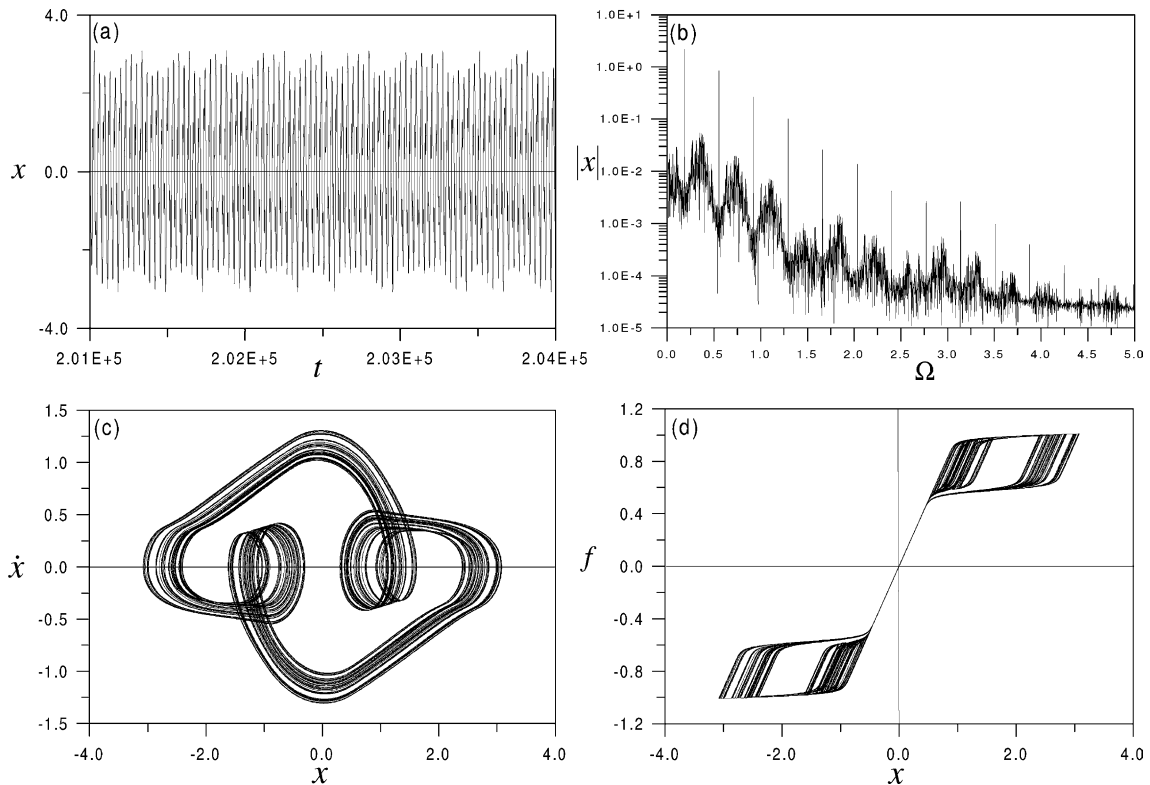 (a)
4.0
x
0.0
-4.0
2.01E+5
2.02E+5
2.03E+5
2.04E+5
t
(b)
1.0E+1
1.0E+0
1.0E-1
|x|
1.0E-2
1.0E-3
1.0E-4
1.0E-5
0.0
0.5
1.0
1.5
2.0
2.5
3.0
3.5
4.0
4.5
5.0
Ω
(c)
1.5
1.0
0.5
ẋ
0.0
-0.5
-1.0
-1.5
-4.0
-2.0
0.0
2.0
4.0
x
(d)
1.2
0.8
0.4
f
0.0
-0.4
-0.8
-1.2
-4.0
-2.0
0.0
2.0
4.0
x